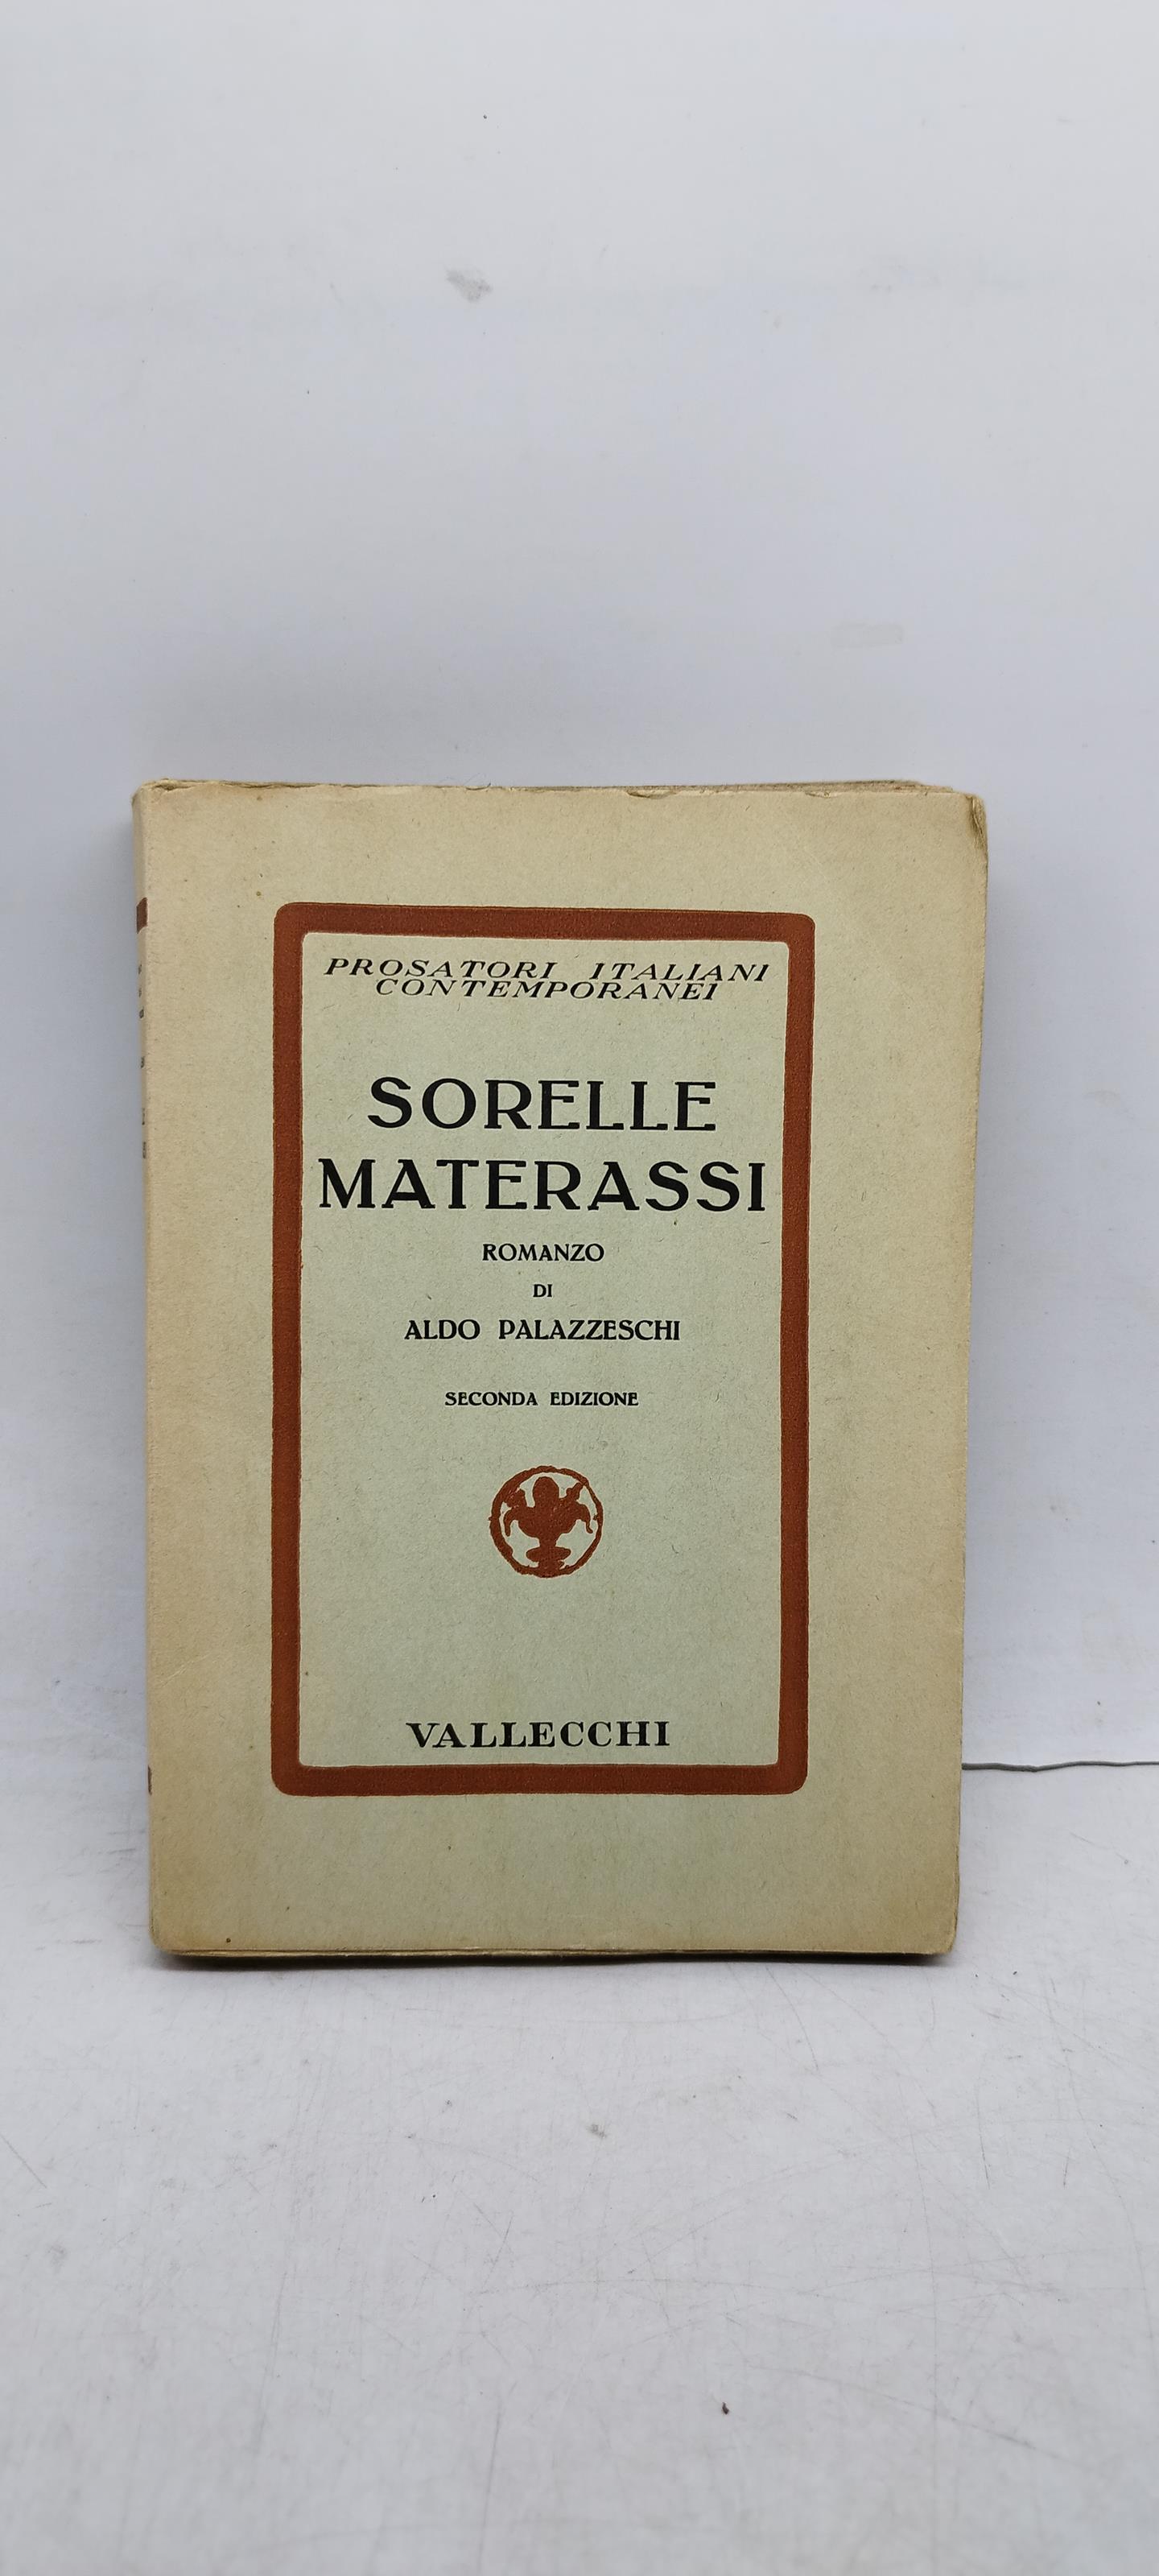 PROSATORI ITALIANI
CONTEMPORANEI
SORELLE
MATERASSI
ROMANZO
DI
ALDO PALAZZESCHI
SECONDA EDIZIONE
VALLECCHI